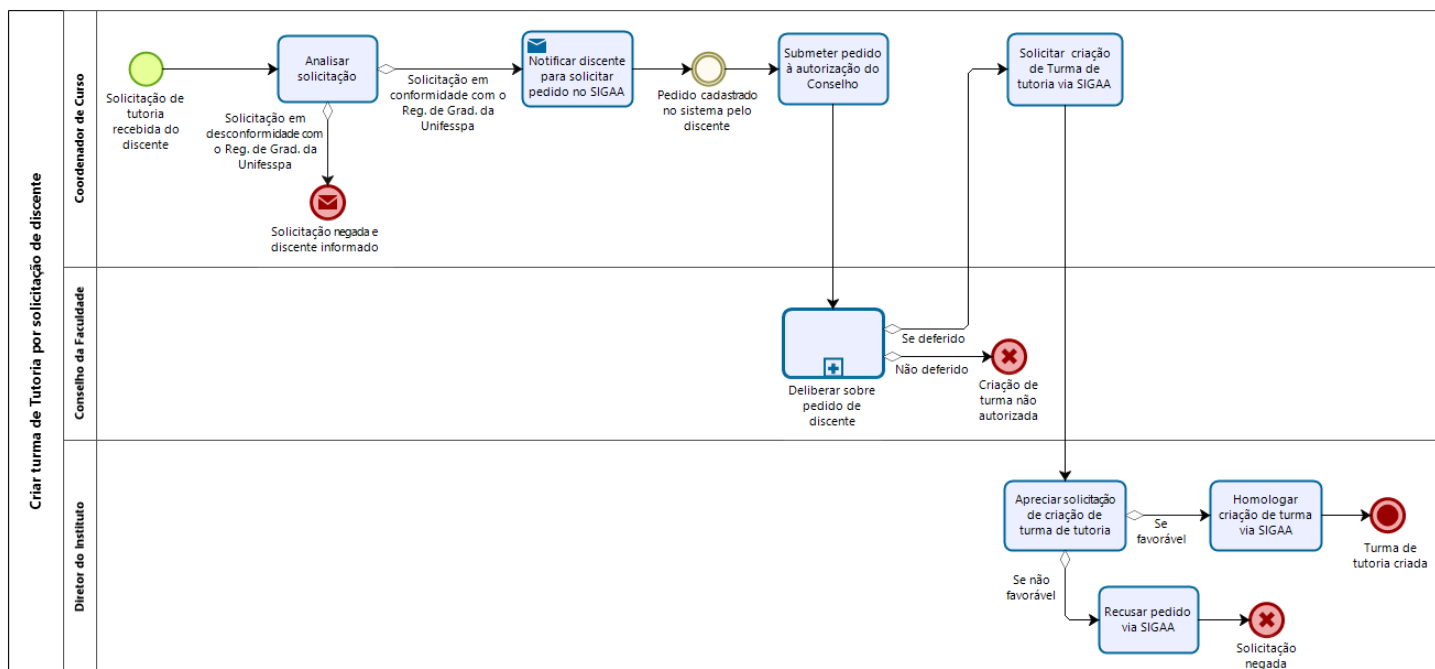 Criar turma de Tutoria por solicitação de discente
Coordenador de Curso
Solicitação de
tutoria
recebida do
discente
Analisar
solicitação
Solicitação em
desconformidade com
o Reg. de Grad. da
Unifesspa
Solicitação negada e
discente informado
Solicitação em
conformidade com o
Reg. de Grad. da
Unifesspa
Notificar discente
para solicitar
pedido no SIGAA
Pedido cadastrado
no sistema pelo
discente
Submeter pedido
à autorização do
Conselho
Solicitar criação
de Turma de
tutoria via SIGAA
Conselho da Faculdade
Deliberar sobre
pedido de
discente
Se deferido
Não deferido
Criação de
turma não
autorizada
Diretor do Instituto
Apreciar solicitação
de criação de
turma de tutoria
Se
favorável
Homologar
criação de turma
via SIGAA
Turma de
tutoria criada
Se não
favorável
Recusar pedido
via SIGAA
Solicitação
negada